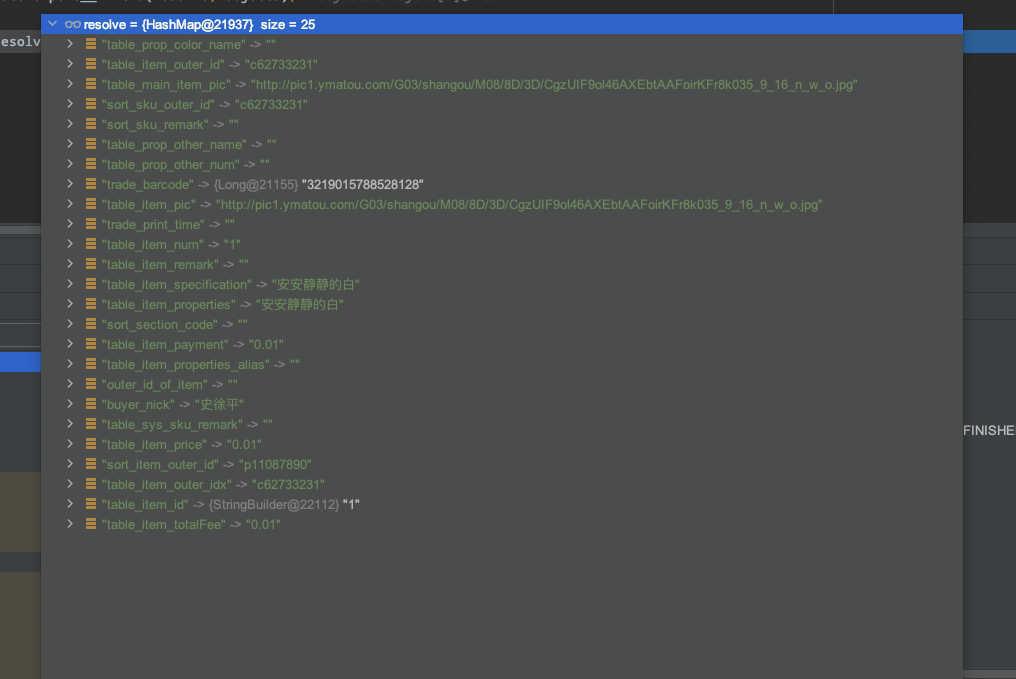 resolve = {HashMap@21937} size = 25
esolv
"table_prop_color_name" -> ""
"table_item_outer_id" -> "c62733231"
"table_main_item_pic" -> "http://pic1.ymatou.com/G03/shangou/M08/8D/3D/CgzUIF9ol46AXEbtAAFoirKFr8k035_9_16_n_w_o.jpg"
"sort_sku_outer_id" -> "c62733231"
"sort_sku_remark" -> ""
"table_prop_other_name" -> ""
"table_prop_other_num" -> ""
"trade_barcode" -> {Long@21155} "3219015788528128"
"table_item_pic" -> "http://pic1.ymatou.com/G03/shangou/M08/8D/3D/CgzUIF9ol46AXEbtAAFoirKFr8k035_9_16_n_w_o.jpg"
"trade_print_time" -> ""
"table_item_num" -> "1"
"table_item_remark" -> ""
"table_item_specification" -> "安安静静的白"
"table_item_properties" -> "安安静静的白"
"sort_section_code" -> ""
"table_item_payment" -> "0.01"
"table_item_properties_alias" -> ""
"outer_id_of_item" -> ""
"buyer_nick" -> "史徐平"
"table_sys_sku_remark" -> ""
FINISHE
"table_item_price" -> "0.01"
"sort_item_outer_id" -> "p11087890"
"table_item_outer_idx" -> "c62733231"
"table_item_id" -> {StringBuilder@22112} "1"
"table_item_totalFee" -> "0.01"